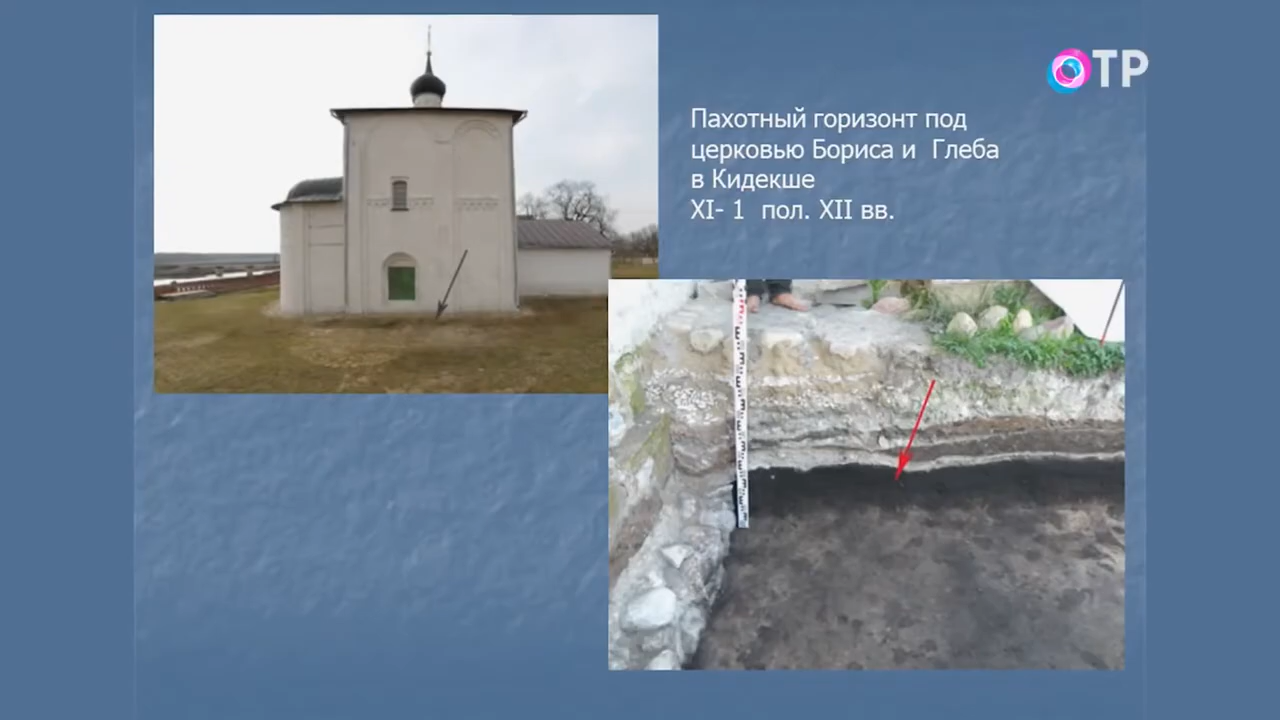 ОТР
Пахотный горизонт под
церковью Бориса и Глеба
в Кидекше
XI- 1 пол. XII вв.